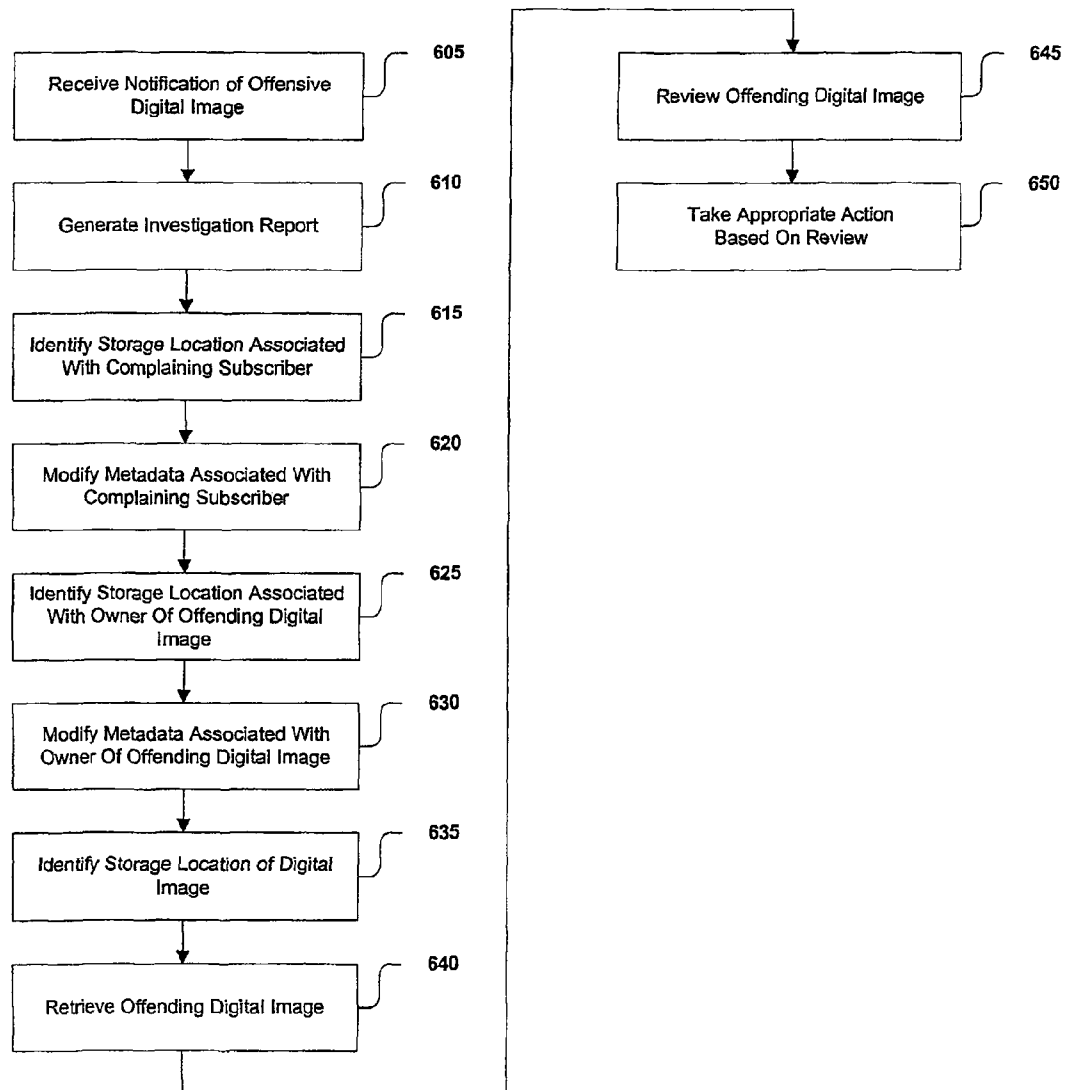 605
Receive Notification of Offensive
Digital Image
610
Generate Investigation Report
615
Identify Storage Location Associated
With Complaining Subscriber
620
Modify Metadata Associated With
Complaining Subscriber
625
Identify Storage Location Associated
With Owner Of Offending Digital
Image
630
Modify Metadata Associated With
Owner Of Offending Digital Image
635
Identify Storage Location of Digital
Image
640
Retrieve Offending Digital Image
645
Review Offending Digital Image
650
Take Appropriate Action
Based On Review